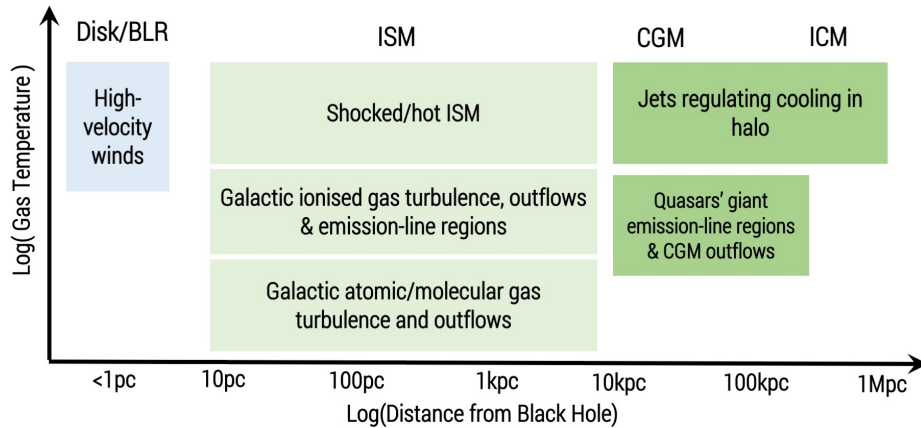 Disk/BLR
ISM
CGM
ICM
Log( Gas Temperature )
High-
velocity
winds
Shocked/hot ISM
Jets regulating cooling in
halo
Galactic ionised gas turbulence, outflows
& emission-line regions
Quasars' giant
emission-line regions
& CGM outflows
Galactic atomic/molecular gas
turbulence and outflows
<1pc
10pc
100pc
1kpc
10kpc
100kpc
1Mpc
Log(Distance from Black Hole)